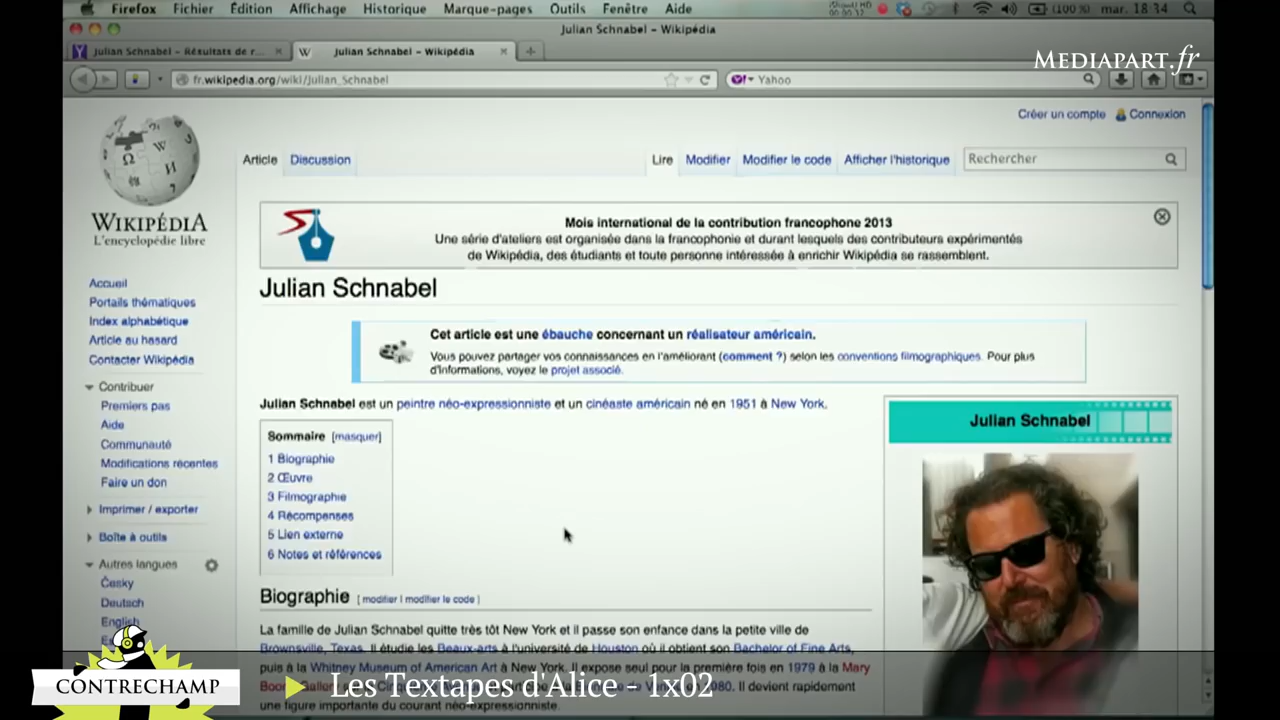 Firefox Fichier Édition Affichage Historique Marque-pages Outils Fenêtre Aide
(100 %) mar. 18:34
Julian Schnabel – Wikipédia
MEDIAPART.fr
Julian Schnabel – Résultats de r...
Julian Schnabel – Wikipédia
fr.wikipedia.org/wiki/Julian_Schnabel
Yahoo
Créer un compte Connexion
Article Discussion
Lire Modifier Modifier le code Afficher l'historique
Rechercher
WIKIPÉDIA
L'encyclopédie libre
Accueil
Portails thématiques
Index alphabétique
Article au hasard
Contacter Wikipédia
Contribuer
Premiers pas
Aide
Communauté
Modifications récentes
Faire un don
Imprimer / exporter
Boîte à outils
Autres langues
Česky
Deutsch
English
Mois international de la contribution francophone 2013
Une série d'ateliers est organisée dans la francophonie et durant lesquels des contributeurs expérimentés
de Wikipédia, des étudiants et toute personne intéressée à enrichir Wikipédia se rassemblent.
Julian Schnabel
Cet article est une ébauche concernant un réalisateur américain.
Vous pouvez partager vos connaissances en l'améliorant (comment ?) selon les conventions filmographiques. Pour plus
d'informations, voyez le projet associé.
Julian Schnabel est un peintre néo-expressionniste et un cinéaste américain né en 1951 à New York.
Sommaire [masquer]
1 Biographie
2 Œuvre
3 Filmographie
4 Récompenses
5 Lien externe
6 Notes et références
Julian Schnabel
Biographie [ modifier | modifier le code ]
La famille de Julian Schnabel quitte très tôt New York et il passe son enfance dans la petite ville de
Brownsville, Texas. Il étudie les Beaux-arts à l'université de Houston où il obtient son Bachelor of Fine Arts,
puis à la Whitney Museum of American Art à New York. Il expose seul pour la première fois en 1979 à la Mary
1980. Il devient rapidement
une figure importante du courant néo-expressionniste.
CONTRECHAMP
Les Textapes d'Alice - 1x02